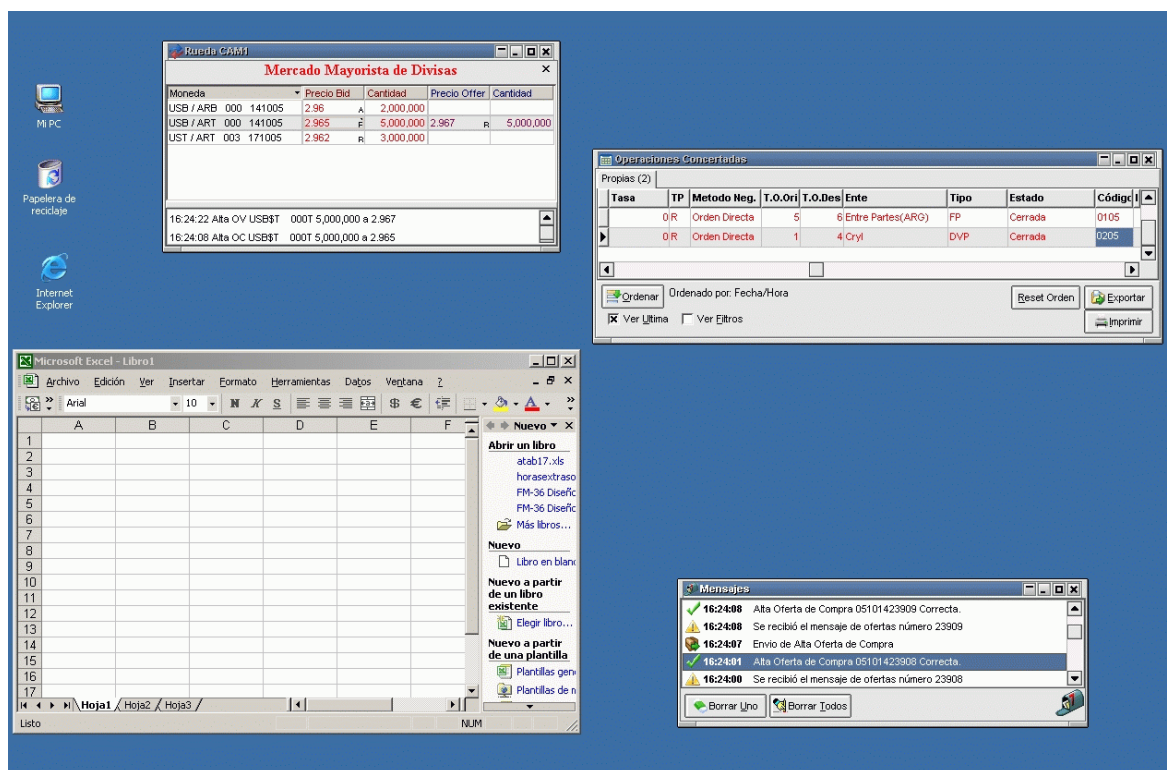 Rueda CAM1
Mercado Mayorista de Divisas
Moneda Precio Bid Cantidad Precio Offer Cantidad
USB / ARB 000 141005 2.96 A 2,000,000
USB / ART 000 141005 2.965 F 5,000,000 2.967 R 5,000,000
UST / ART 003 171005 2.962 R 3,000,000
16:24:22 Alta OV USB$T 000T 5,000,000 a 2.967
16:24:08 Alta OC USB$T 000T 5,000,000 a 2.965
Mi PC
Papelera de
reciclaje
Internet
Explorer
Operaciones Concertadas
Propias (2)
Tasa TP Metodo Neg. T.O.Ori T.O.Des Ente Tipo Estado Código
0 R Orden Directa 5 6 Entre Partes(ARG) FP Cerrada 0105
0 R Orden Directa 1 4 Cryl DVP Cerrada 0205
Ordenar Ordenado por: Fecha/Hora Reset Orden Exportar
Ver Ultima Ver Filtros Imprimir
Microsoft Excel - Libro1
Archivo Edición Ver Insertar Formato Herramientas Datos Ventana ?
Arial 10 N K S $ €
A B C D E F
1
2
3
4
5
6
7
8
9
10
11
12
13
14
15
16
17
Nuevo
Abrir un libro
atab17.xls
horasextraso
FM-36 Diseñc
FM-36 Diseñc
Más libros...
Nuevo
Libro en blan
Nuevo a partir
de un libro
existente
Elegir libro...
Nuevo a partir
de una plantilla
Plantillas gen
Plantillas de n
Hoja1 Hoja2 Hoja3
Listo NUM
Mensajes
16:24:08 Alta Oferta de Compra 05101423909 Correcta.
16:24:08 Se recibió el mensaje de ofertas número 23909
16:24:07 Envio de Alta Oferta de Compra
16:24:01 Alta Oferta de Compra 05101423908 Correcta.
16:24:00 Se recibió el mensaje de ofertas número 23908
Borrar Uno Borrar Todos